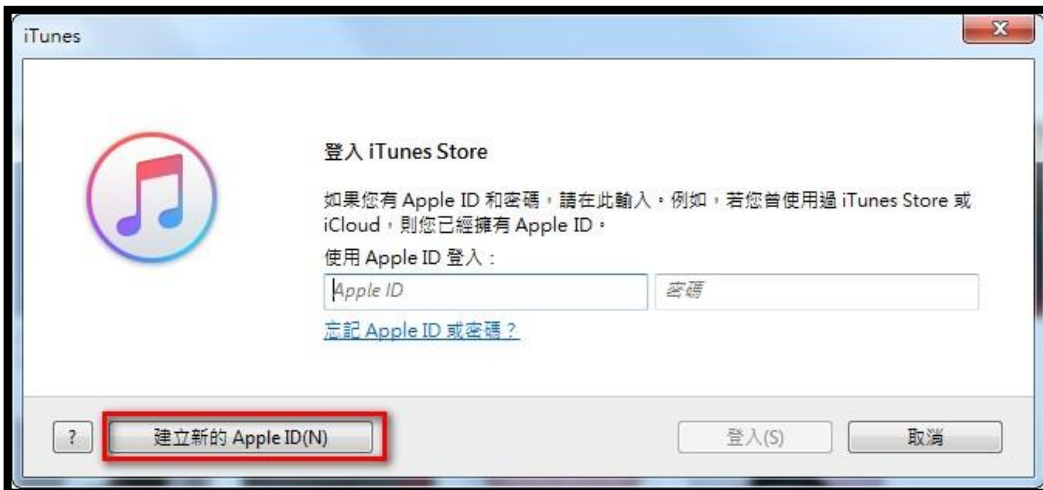 iTunes
登入 iTunes Store
如果您有 Apple ID 和密碼，請在此輸入。例如，若您曾使用過 iTunes Store 或
iCloud，則您已經擁有 Apple ID。
使用 Apple ID 登入：
Apple ID 密碼
忘記 Apple ID 或密碼？
? 建立新的 Apple ID(N) 登入(S) 取消